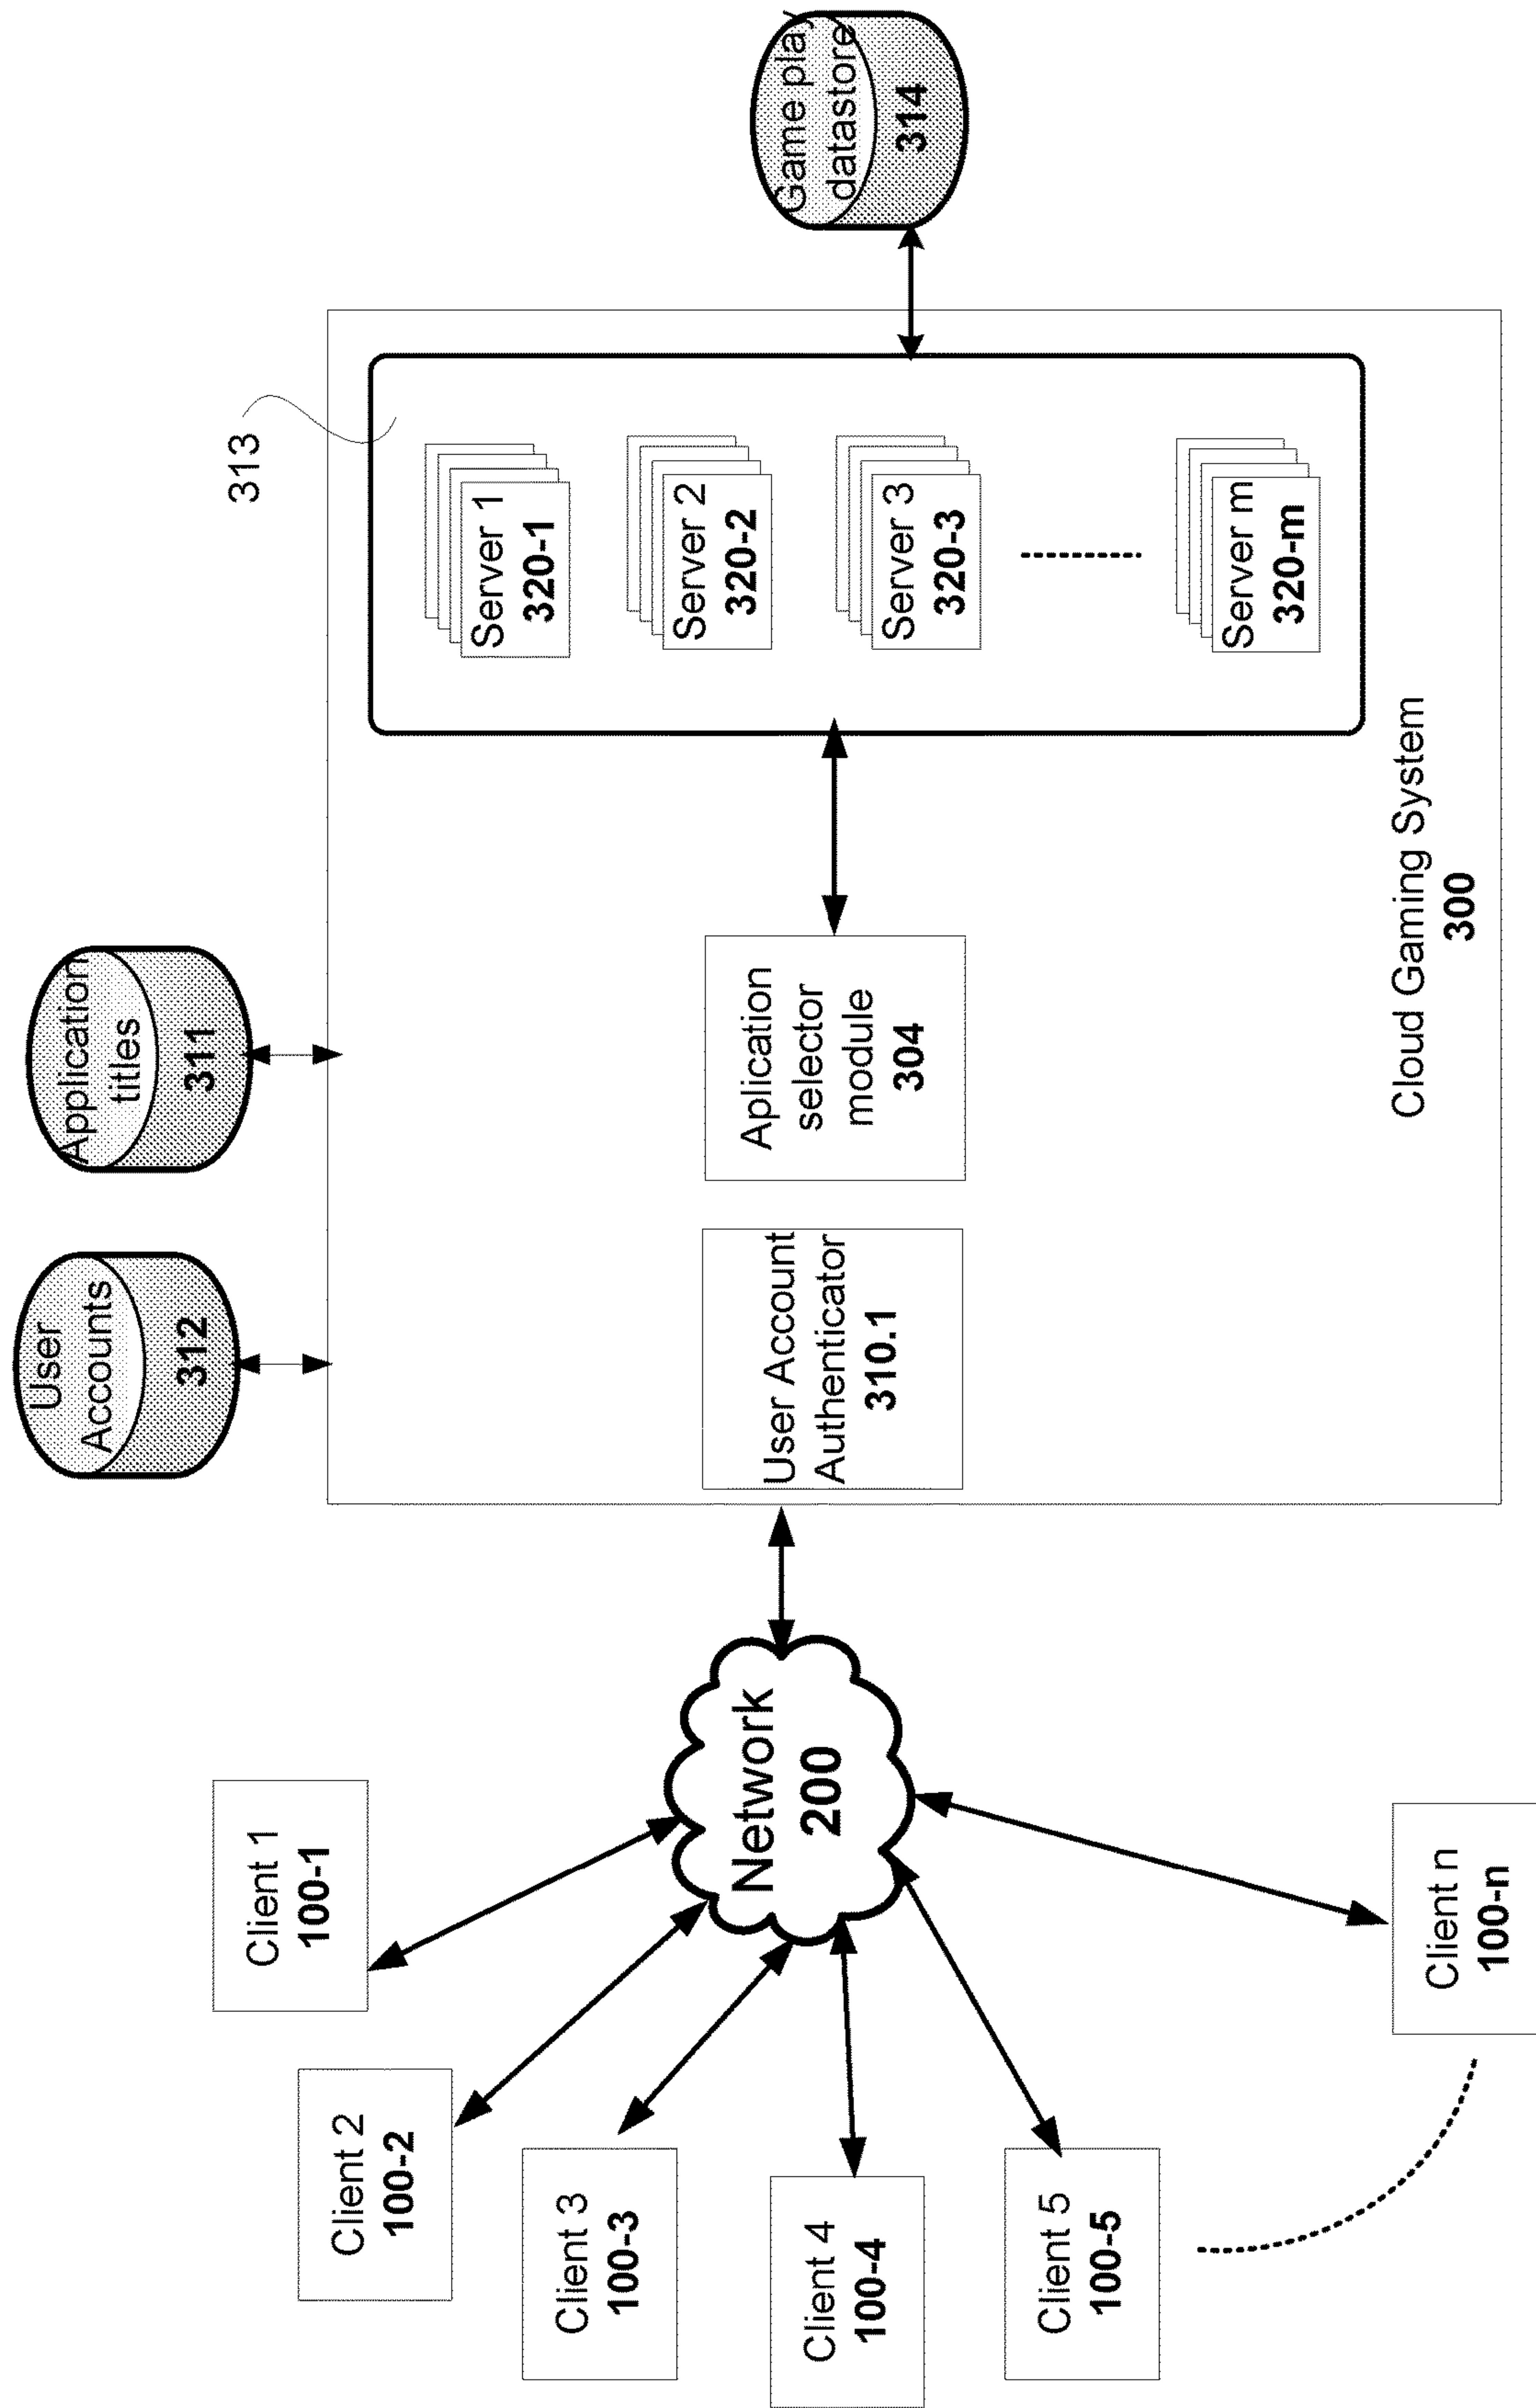 User
Accounts
312
Application
titles
311
Client 1
100-1
Client 2
100-2
Client 3
100-3
Client 4
100-4
Client 5
100-5
Client n
100-n
Network
200
User Account
Authenticator
310.1
Aplication
selector
module
304
313
Server 1
320-1
Server 2
320-2
Server 3
320-3
Server m
320-m
Game play
datastore
314
Cloud Gaming System
300